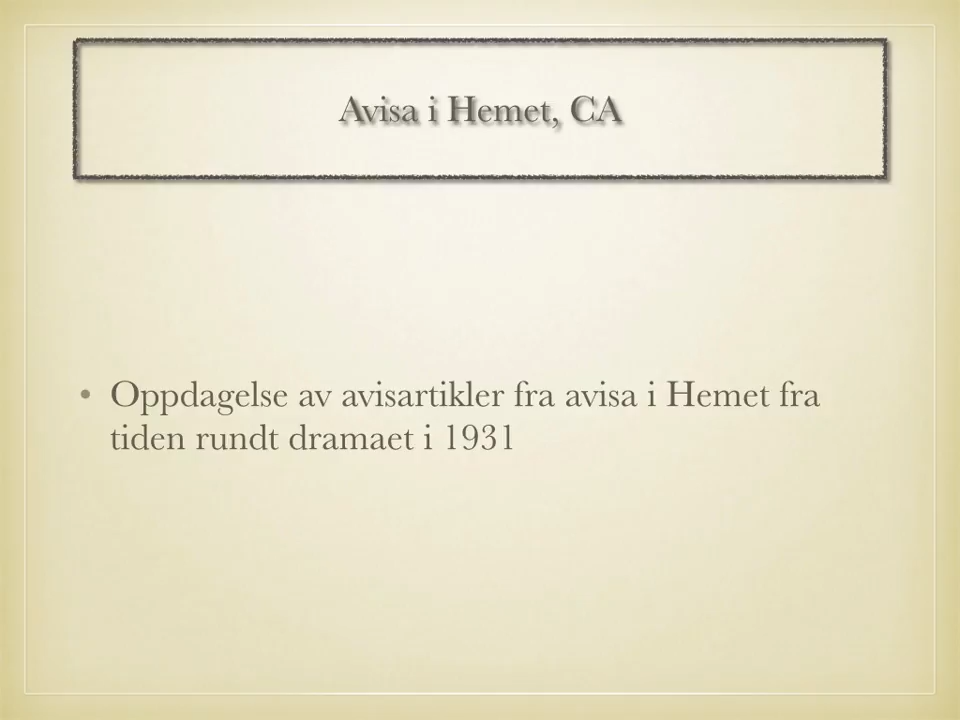 Avisa i Hemet, CA
• Oppdagelse av avisartikler fra avisa i Hemet fra
tiden rundt dramaet i 1931